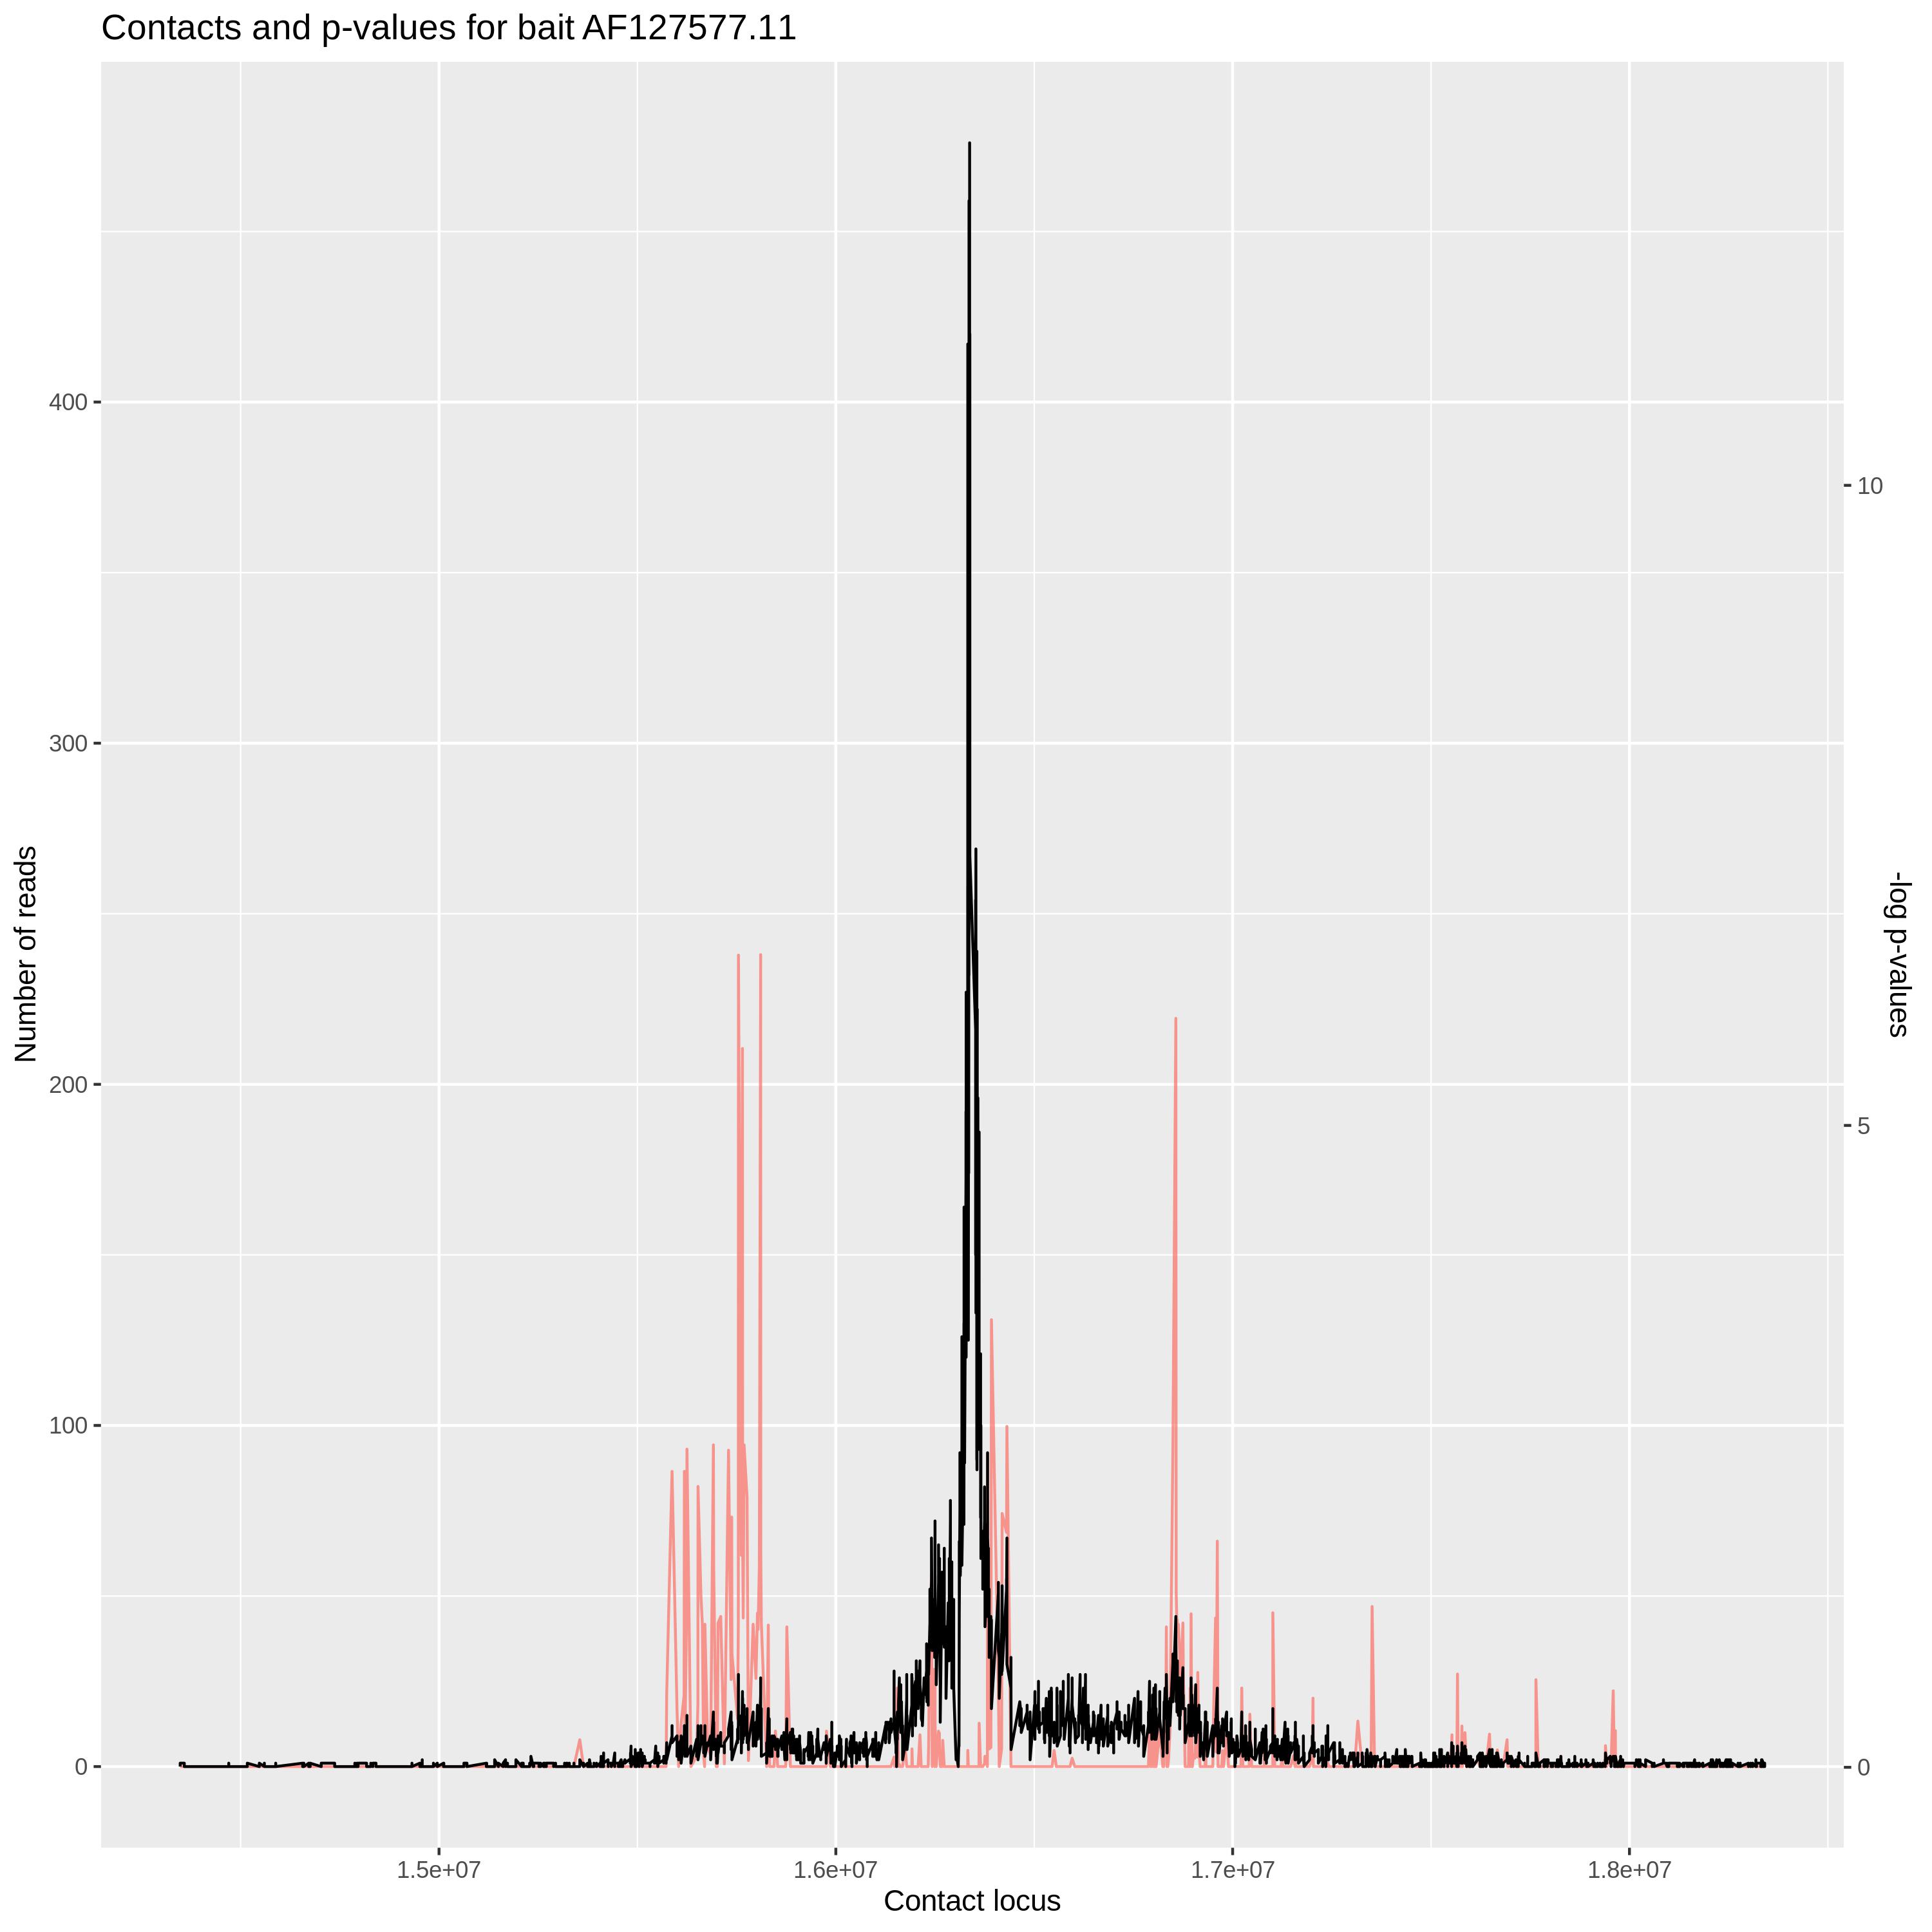 Contacts and p-values for bait AF127577.11
Number of reads
400
300
200
100
0
10
5
0
-log p-values
1.5e+07 1.6e+07 1.7e+07 1.8e+07
Contact locus